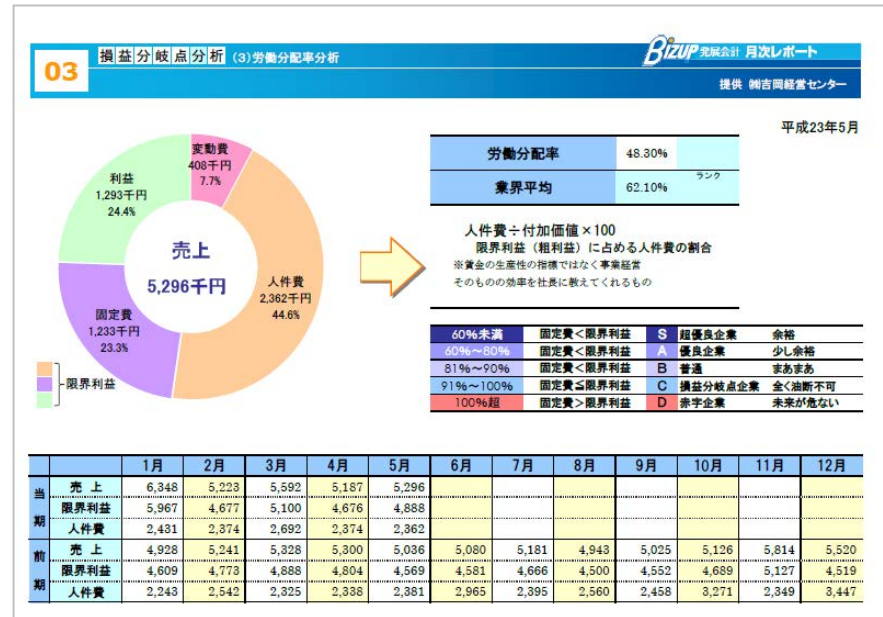 03
損益分岐点分析 (3)労働分配率分析
BIZUP 発展会計 月次レポート
提供 ㈱吉岡経営センター
平成23年5月
変動費
408千円
7.7%
利益
1,293千円
24.4%
売上
5,296千円
人件費
2,362千円
44.6%
固定費
1,233千円
23.3%
限界利益
労働分配率 48.30%
業界平均 62.10% ランク
人件費÷付加価値×100
限界利益(粗利益)に占める人件費の割合
※賃金の生産性の指標ではなく事業経営
そのものの効率を社長に教えてくれるもの
60%未満 固定費<限界利益 S 超優良企業 余裕
60%~80% 固定費<限界利益 A 優良企業 少し余裕
81%~90% 固定費<限界利益 B 普通 まあまあ
91%~100% 固定費≦限界利益 C 損益分岐点企業 全く油断不可
100%超 固定費>限界利益 D 赤字企業 未来が危ない
1月 2月 3月 4月 5月 6月 7月 8月 9月 10月 11月 12月
当期
売上 6,348 5,223 5,592 5,187 5,296
限界利益 5,967 4,677 5,100 4,676 4,888
人件費 2,431 2,374 2,692 2,374 2,362
前期
売上 4,928 5,241 5,328 5,300 5,036 5,080 5,181 4,943 5,025 5,126 5,814 5,520
限界利益 4,609 4,773 4,888 4,804 4,569 4,581 4,666 4,500 4,552 4,689 5,127 4,519
人件費 2,243 2,542 2,325 2,338 2,381 2,965 2,395 2,560 2,458 3,271 2,349 3,447